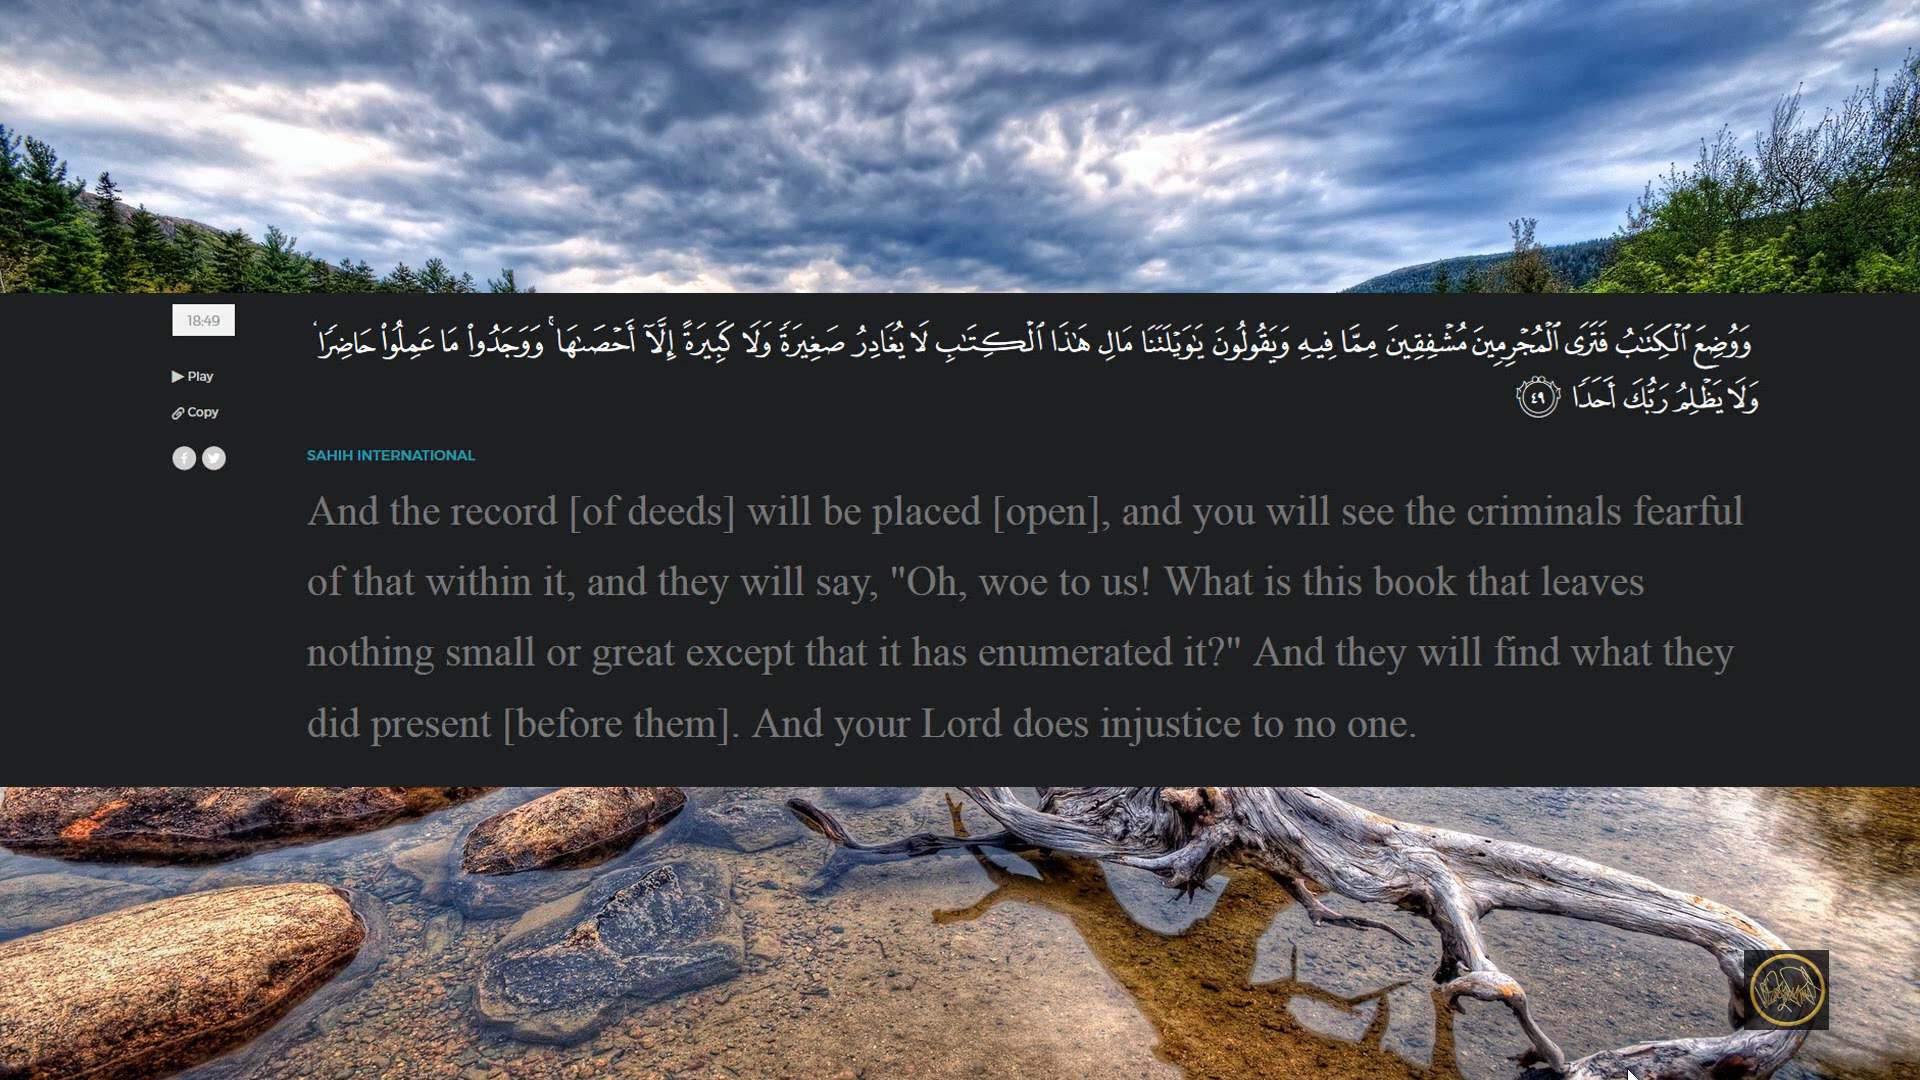 18:49
وَوُضِعَ ٱلْكِتَـٰبُ فَتَرَى ٱلْمُجْرِمِينَ مُشْفِقِينَ مِمَّا فِيهِ وَيَقُولُونَ يَـٰوَيْلَتَنَا مَالِ هَـٰذَا ٱلْكِتَـٰبِ لَا يُغَادِرُ صَغِيرَةً وَلَا كَبِيرَةً إِلَّآ أَحْصَىٰهَا ۚ وَوَجَدُوا۟ مَا عَمِلُوا۟ حَاضِرًا ۗ
وَلَا يَظْلِمُ رَبُّكَ أَحَدًا ٤٩
Play
Copy
SAHIH INTERNATIONAL
And the record [of deeds] will be placed [open], and you will see the criminals fearful
of that within it, and they will say, "Oh, woe to us! What is this book that leaves
nothing small or great except that it has enumerated it?" And they will find what they
did present [before them]. And your Lord does injustice to no one.